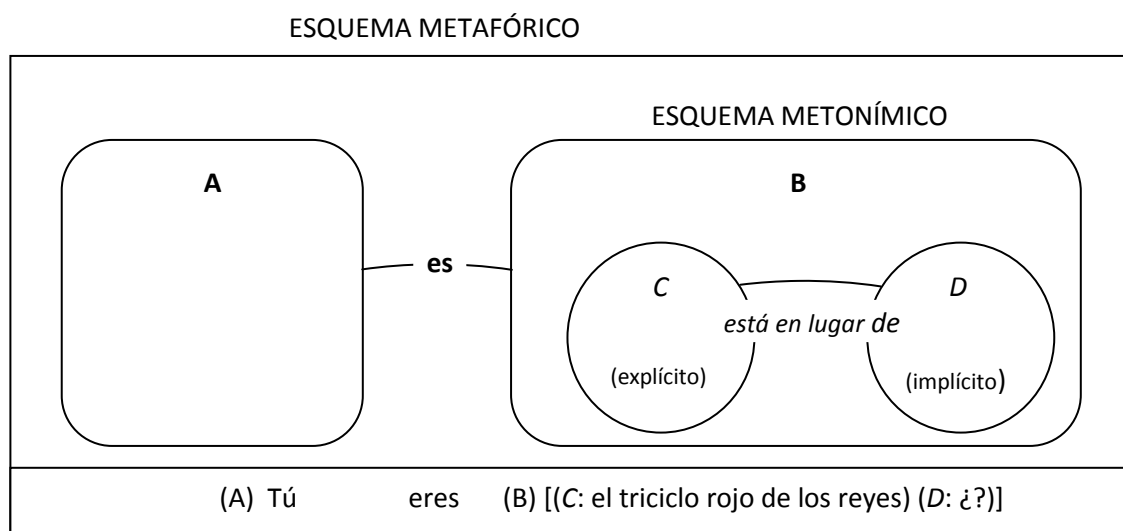 ESQUEMA METAFÓRICO
ESQUEMA METONÍMICO
A
B
es
C
D
está en lugar de
(explícito)
(implícito)
(A) Tú eres (B) [(C: el triciclo rojo de los reyes) (D: ¿?)]